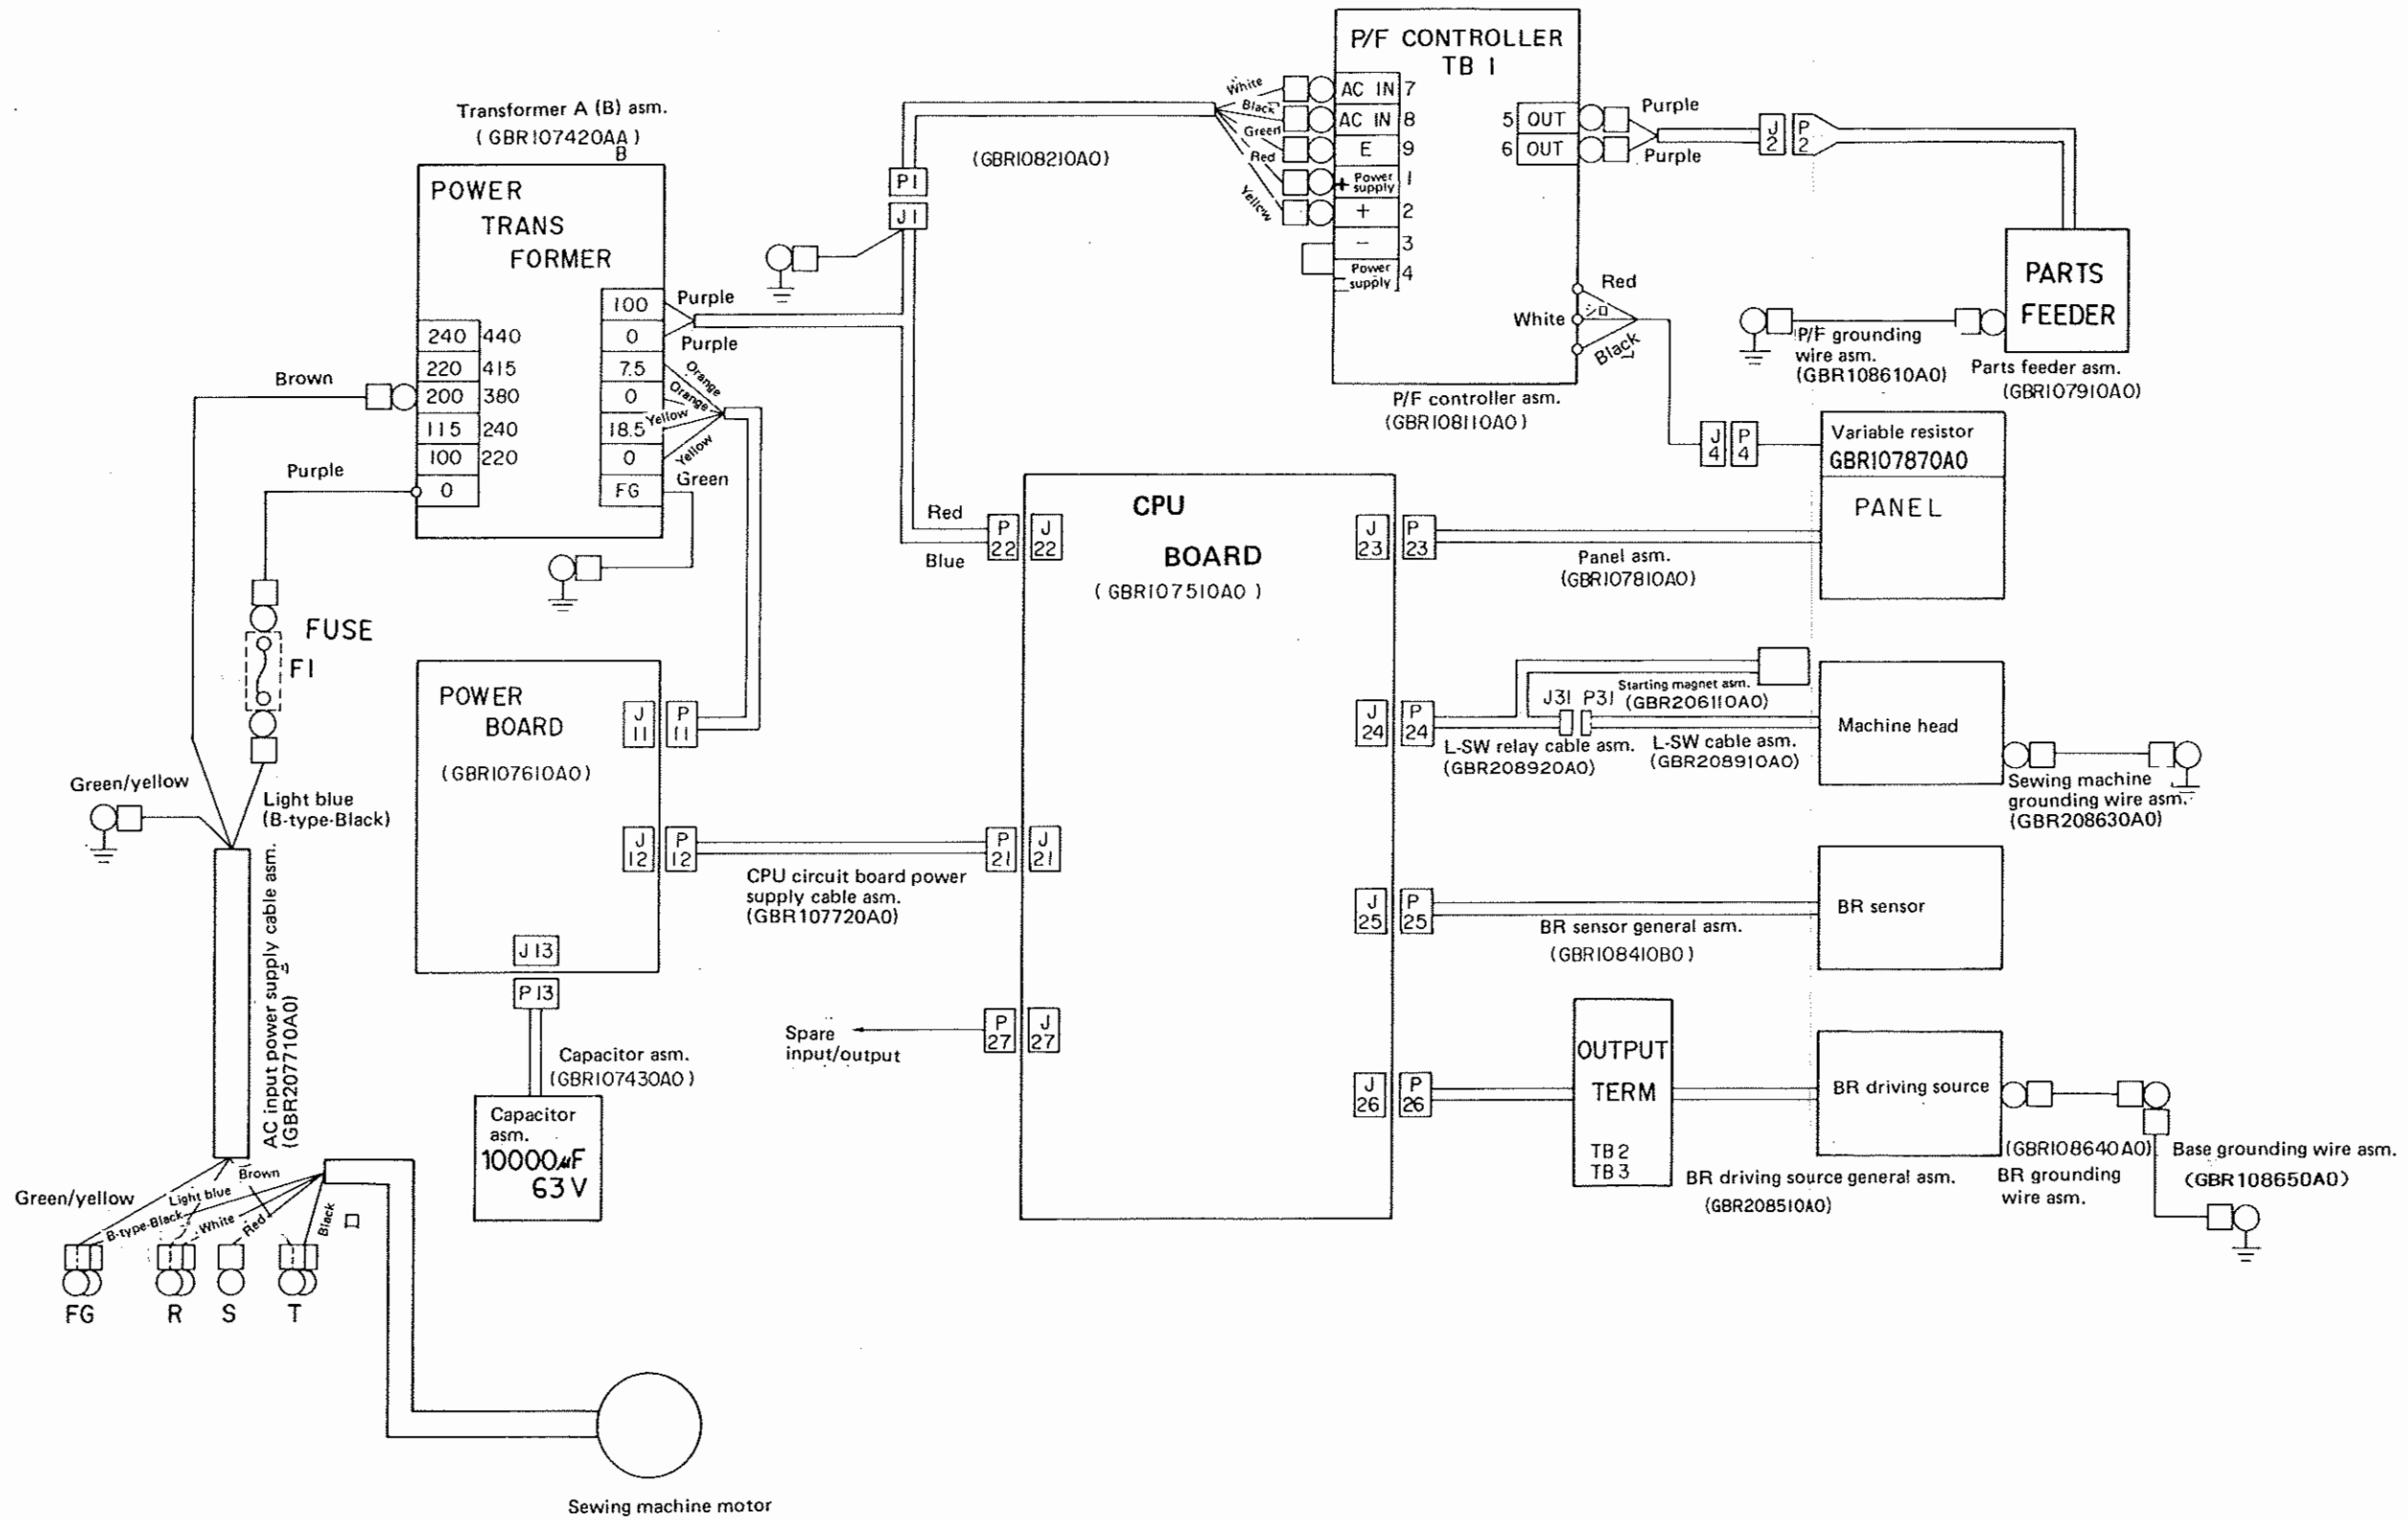 Transformer A (B) asm.
(GBR107420AA)
B
POWER
TRANS
FORMER
100
0
7.5
0
18.5
0
FG
240 440
220 415
200 380
115 240
100 220
0
Purple
Purple
Orange
Orange
Yellow
Yellow
Green
Brown
Purple
FUSE
F1
Green/yellow
Light blue
(B-type-Black)
AC input power supply cable asm.
(GBR207710A0)
Green/yellow
Light blue
Brown
B-type-Black
White
Red
Black
FG
R
S
T
Sewing machine motor
POWER
BOARD
(GBR107610A0)
J
11
P
11
J
12
P
12
J13
P13
Capacitor asm.
(GBR107430A0)
Capacitor
asm.
10000µF
63V
CPU circuit board power
supply cable asm.
(GBR107720A0)
P1
J1
(GBR108210A0)
Red
Blue
P
22
J
22
P
21
J
21
Spare
input/output
P
27
J
27
CPU
BOARD
(GBR107510A0)
P/F CONTROLLER
TB 1
White
Black
Green
Red
Yellow
AC IN 7
AC IN 8
E 9
+ Power supply 1
+ 2
- 3
Power supply 4
5 OUT
6 OUT
Purple
Purple
J
2
P
2
Red
White
シロ
Black
P/F controller asm.
(GBR108110A0)
PARTS
FEEDER
P/F grounding
wire asm.
(GBR108610A0)
Parts feeder asm.
(GBR107910A0)
J
4
P
4
Variable resistor
GBR107870A0
PANEL
J
23
P
23
Panel asm.
(GBR107810A0)
J
24
P
24
Starting magnet asm.
(GBR206110A0)
J31 P31
L-SW relay cable asm.
(GBR208920A0)
L-SW cable asm.
(GBR208910A0)
Machine head
Sewing machine
grounding wire asm.
(GBR208630A0)
J
25
P
25
BR sensor general asm.
(GBR108410B0)
BR sensor
J
26
P
26
OUTPUT
TERM
TB2
TB3
BR driving source general asm.
(GBR208510A0)
BR driving source
(GBR108640A0)
BR grounding
wire asm.
Base grounding wire asm.
(GBR108650A0)